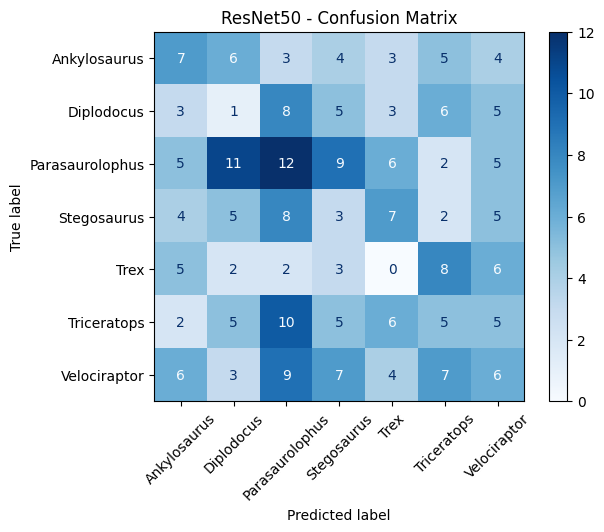 ResNet50 - Confusion Matrix
Ankylosaurus 7 6 3 4 3 5 4
Diplodocus 3 1 8 5 3 6 5
Parasaurolophus 5 11 12 9 6 2 5
Stegosaurus 4 5 8 3 7 2 5
Trex 5 2 2 3 0 8 6
Triceratops 2 5 10 5 6 5 5
Velociraptor 6 3 9 7 4 7 6
True label
Ankylosaurus Diplodocus Parasaurolophus Stegosaurus Trex Triceratops Velociraptor
Predicted label
12
10
8
6
4
2
0